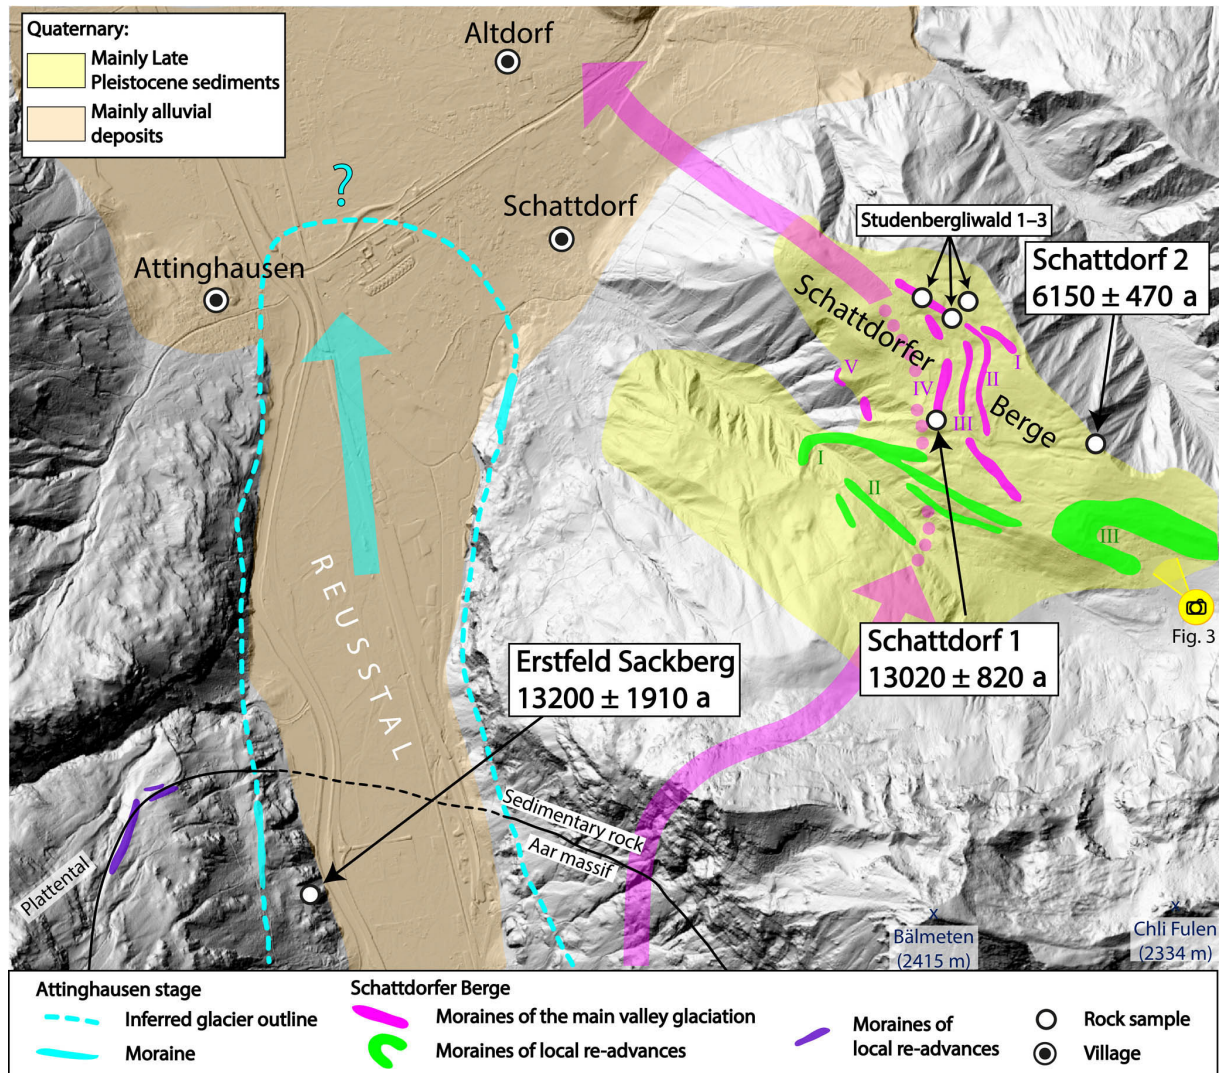 Quaternary:
Mainly Late
Pleistocene sediments
Mainly alluvial
deposits
Altdorf
?
Schattdorf
Attinghausen
Studenbergliwald 1–3
Schattdorf 2
6150 ± 470 a
Schattdorfer
Berge
I
II
III
IV
V
I
II
III
Fig. 3
REUSSTAL
Schattdorf 1
13020 ± 820 a
Erstfeld Sackberg
13200 ± 1910 a
Sedimentary rock
Aar massif
Plattental
x
Bälmeten
(2415 m)
x
Chli Fulen
(2334 m)
Attinghausen stage
Inferred glacier outline
Moraine
Schattdorfer Berge
Moraines of the main valley glaciation
Moraines of local re-advances
Moraines of
local re-advances
Rock sample
Village